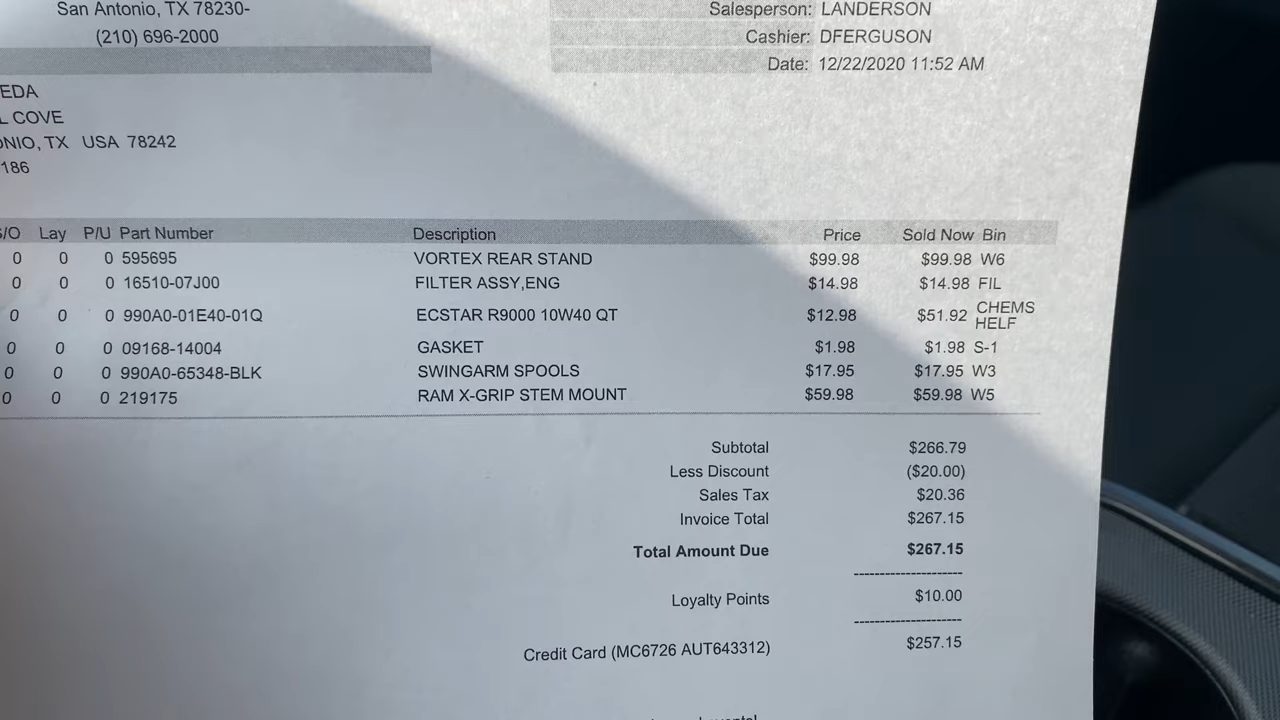 San Antonio, TX 78230-
(210) 696-2000
Salesperson: LANDERSON
Cashier: DFERGUSON
Date: 12/22/2020 11:52 AM
EDA
L COVE
ONIO, TX USA 78242
186
S/O Lay P/U Part Number Description Price Sold Now Bin
0 0 0 595695 VORTEX REAR STAND $99.98 $99.98 W6
0 0 0 16510-07J00 FILTER ASSY,ENG $14.98 $14.98 FIL
0 0 0 990A0-01E40-01Q ECSTAR R9000 10W40 QT $12.98 $51.92 CHEMS
HELF
0 0 0 09168-14004 GASKET $1.98 $1.98 S-1
0 0 0 990A0-65348-BLK SWINGARM SPOOLS $17.95 $17.95 W3
0 0 0 219175 RAM X-GRIP STEM MOUNT $59.98 $59.98 W5
Subtotal $266.79
Less Discount ($20.00)
Sales Tax $20.36
Invoice Total $267.15
Total Amount Due $267.15
Loyalty Points $10.00
Credit Card (MC6726 AUT643312) $257.15